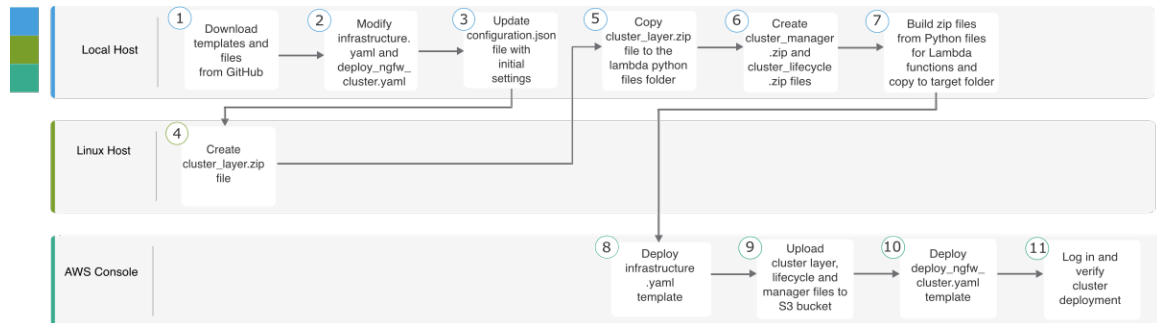 Local Host
1
Download
templates and
files
from GitHub
2
Modify
infrastructure.
yaml and
deploy_ngfw_
cluster.yaml
3
Update
configuration.json
file with
initial
settings
5
Copy
cluster_layer.zip
file to the
lambda python
files folder
6
Create
cluster_manager
.zip and
cluster_lifecycle
.zip files
7
Build zip files
from Python files
for Lambda
functions and
copy to target folder
Linux Host
4
Create
cluster_layer.zip
file
AWS Console
8
Deploy
infrastructure
.yaml
template
9
Upload
cluster layer,
lifecycle and
manager files to
S3 bucket
10
Deploy
deploy_ngfw_
cluster.yaml
template
11
Log in and
verify
cluster
deployment